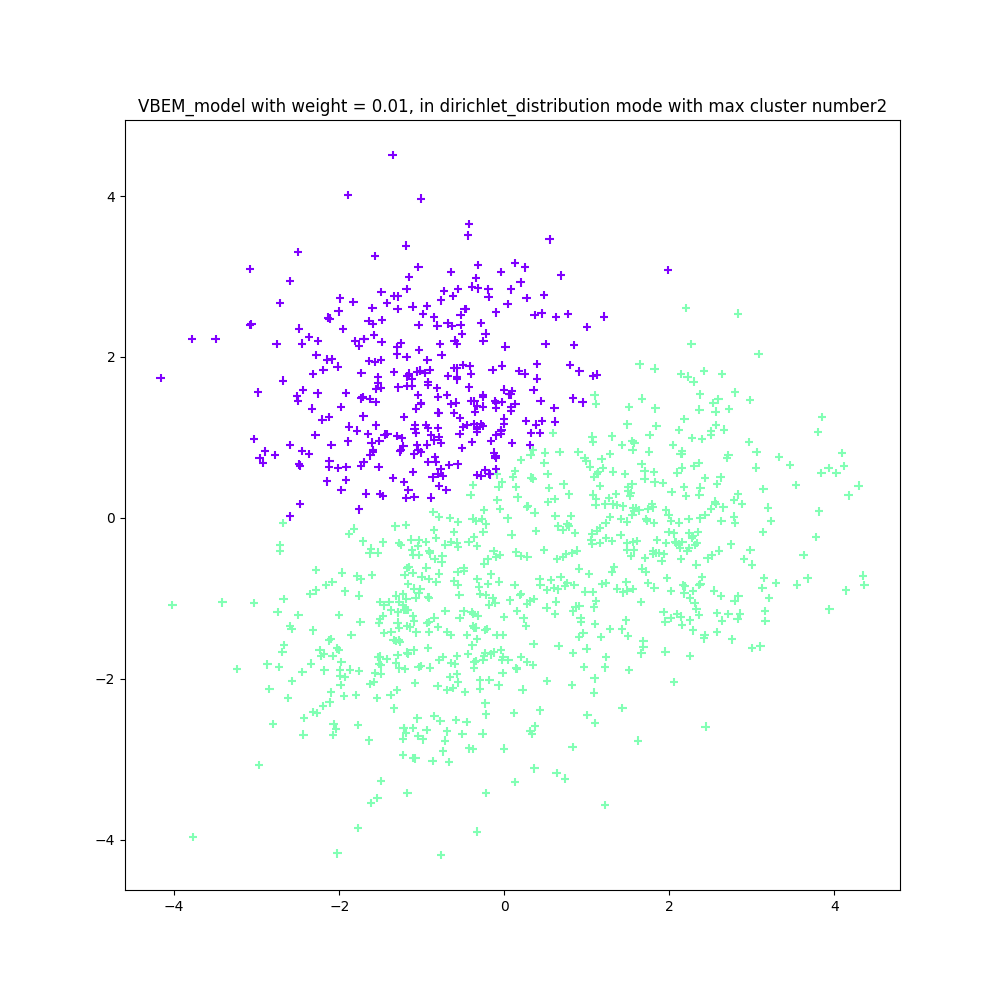 VBEM_model with weight = 0.01, in dirichlet_distribution mode with max cluster number2
4
2
0
−2
−4
−4 −2 0 2 4